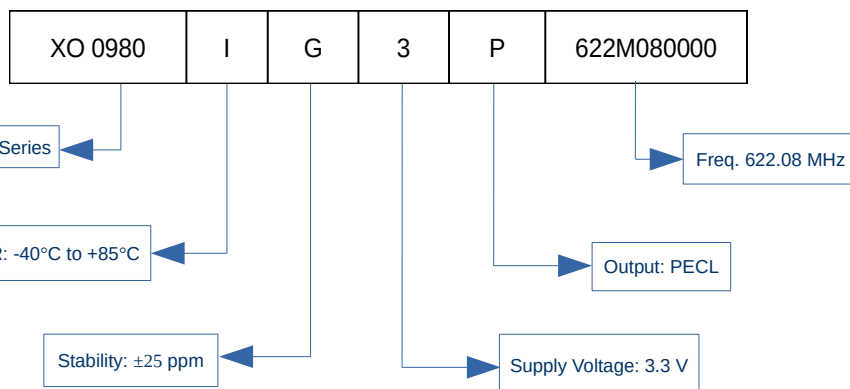 XO 0980 I G 3 P 622M080000
Series
Freq. 622.08 MHz
: -40°C to +85°C
Output: PECL
Stability: ±25 ppm
Supply Voltage: 3.3 V